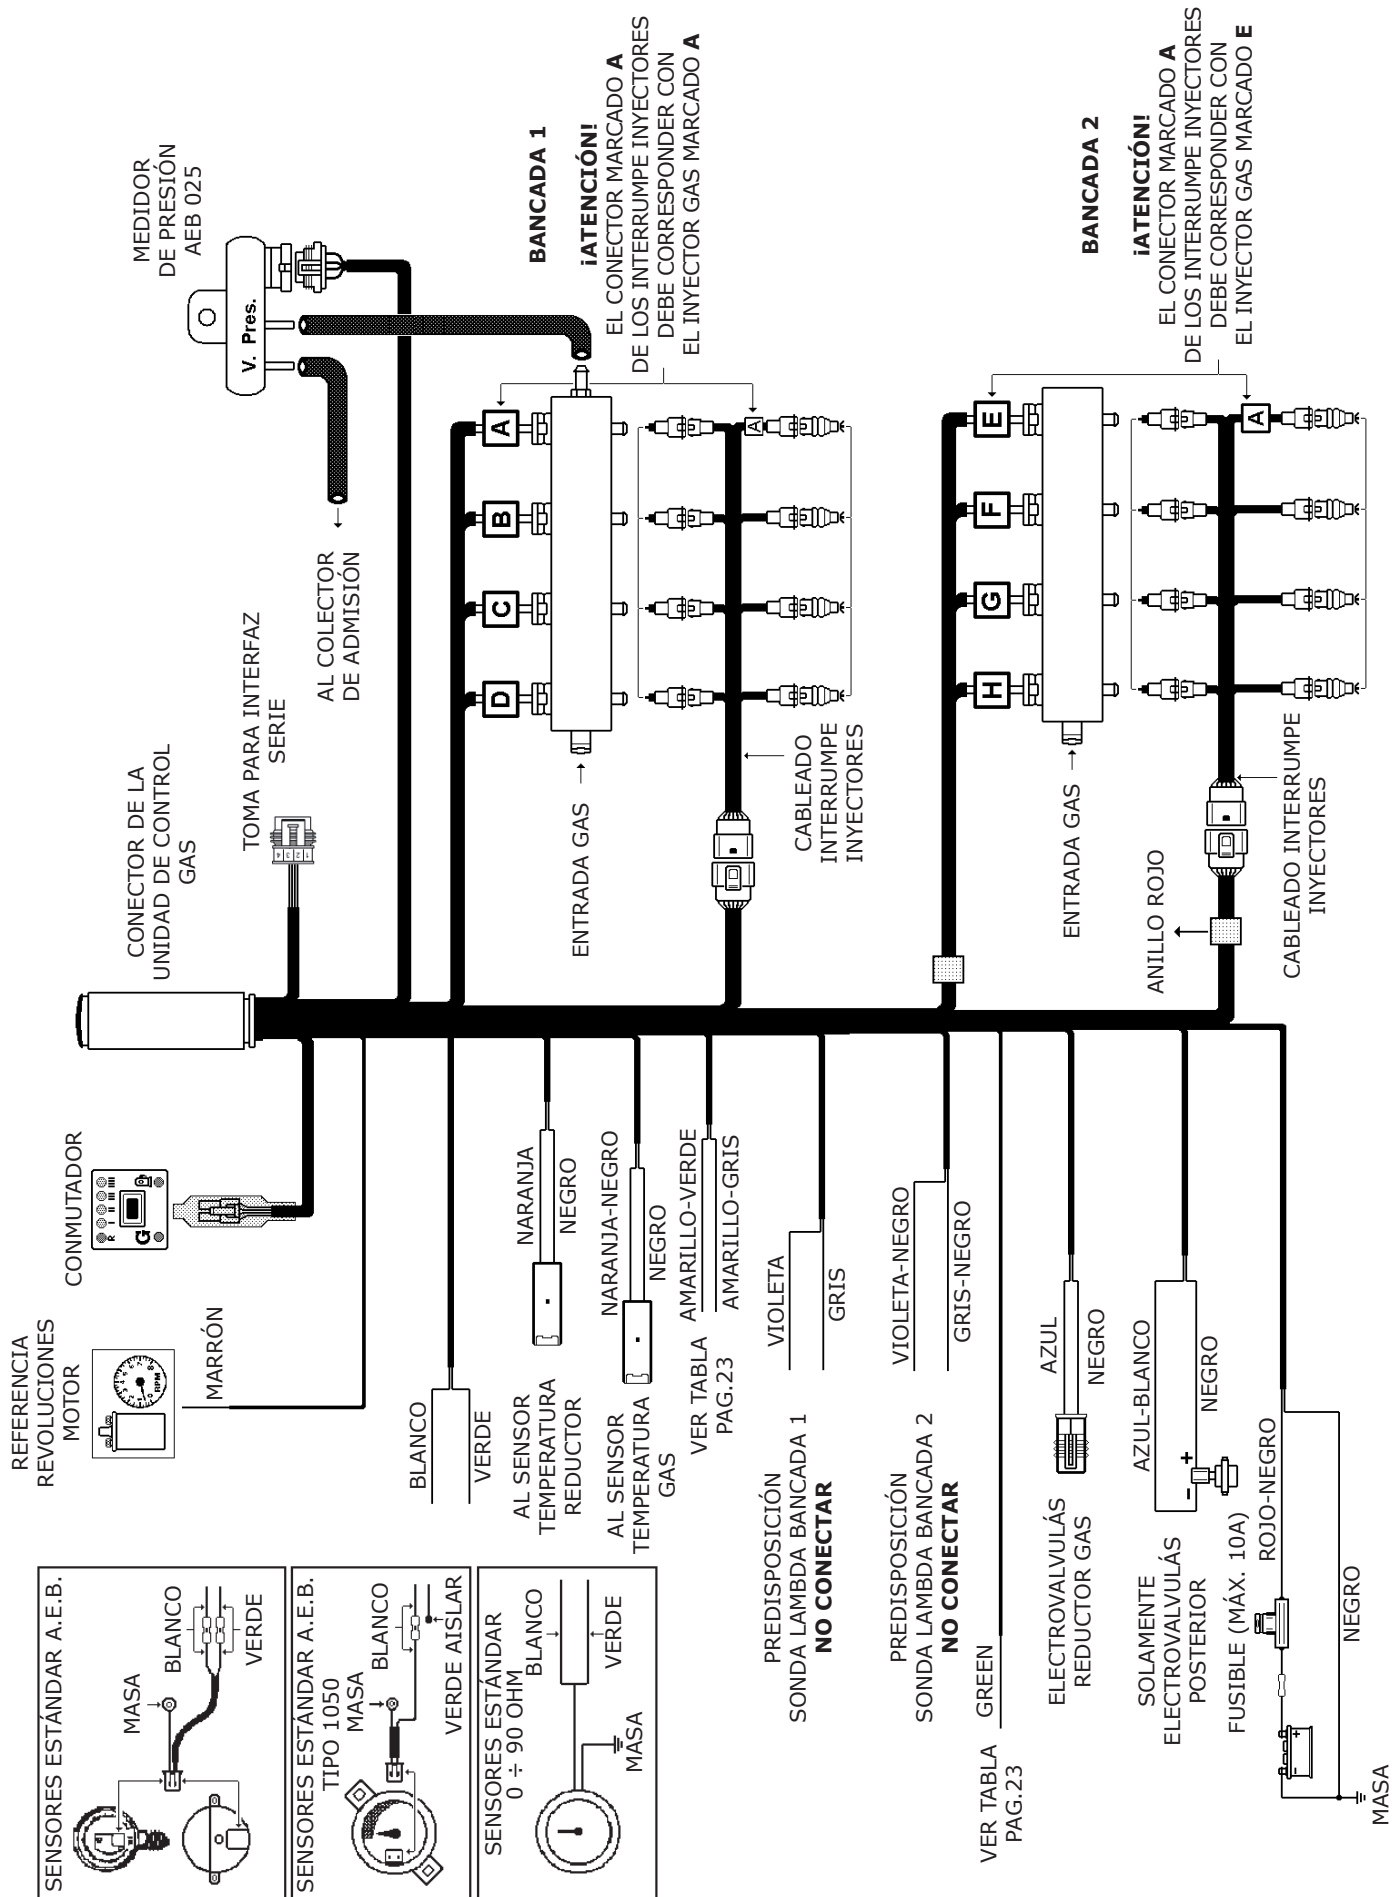 SENSORES ESTÁNDAR A.E.B.
MASA
BLANCO
VERDE
SENSORES ESTÁNDAR A.E.B.
TIPO 1050
MASA
BLANCO
VERDE AISLAR
SENSORES ESTÁNDAR
0 ÷ 90 OHM
BLANCO
VERDE
MASA
REFERENCIA
REVOLUCIONES
MOTOR
RPM
MARRÓN
CONMUTADOR
R
I
II
III
IIII
G
CONECTOR DE LA
UNIDAD DE CONTROL
GAS
TOMA PARA INTERFAZ
SERIE
4 3 2 1
MEDIDOR
DE PRESIÓN
AEB 025
V. Pres.
AL COLECTOR
DE ADMISIÓN
BLANCO
VERDE
NARANJA
NEGRO
AL SENSOR
TEMPERATURA
REDUCTOR
NARANJA-NEGRO
NEGRO
AL SENSOR
TEMPERATURA
GAS
AMARILLO-VERDE
AMARILLO-GRIS
VER TABLA
PAG.23
VIOLETA
GRIS
PREDISPOSICIÓN
SONDA LAMBDA BANCADA 1
NO CONECTAR
VIOLETA-NEGRO
GRIS-NEGRO
PREDISPOSICIÓN
SONDA LAMBDA BANCADA 2
NO CONECTAR
GREEN
VER TABLA
PAG.23
AZUL
NEGRO
ELECTROVALVULÁS
REDUCTOR GAS
AZUL-BLANCO
NEGRO
- +
SOLAMENTE
ELECTROVALVULÁS
POSTERIOR
FUSIBLE (MÁX. 10A)
ROJO-NEGRO
NEGRO
- +
MASA
D
C
B
A
ENTRADA GAS
BANCADA 1
¡ATENCIÓN!
EL CONECTOR MARCADO A
DE LOS INTERRUMPE INYECTORES
DEBE CORRESPONDER CON
EL INYECTOR GAS MARCADO A
A
CABLEADO
INTERRUMPE
INYECTORES
H
G
F
E
ENTRADA GAS
BANCADA 2
¡ATENCIÓN!
EL CONECTOR MARCADO A
DE LOS INTERRUMPE INYECTORES
DEBE CORRESPONDER CON
EL INYECTOR GAS MARCADO E
A
ANILLO ROJO
CABLEADO INTERRUMPE
INYECTORES